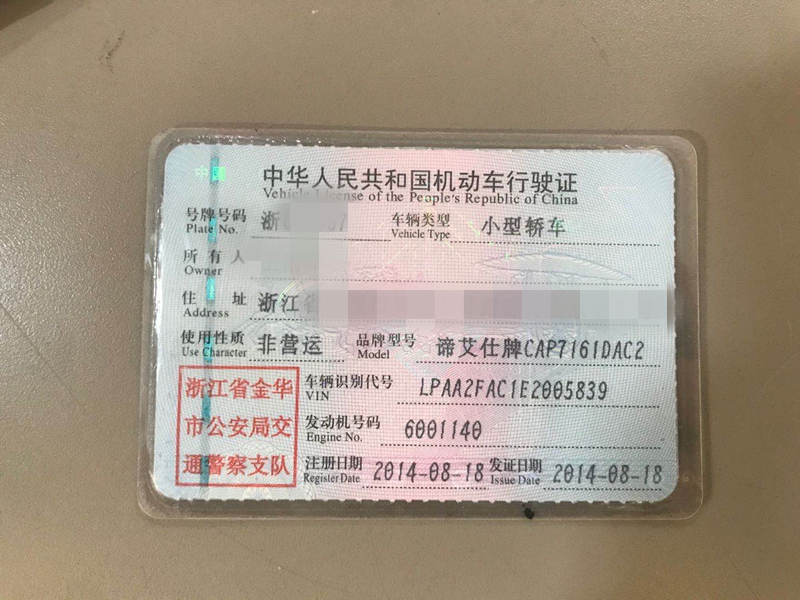 中国
中华人民共和国机动车行驶证
Vehicle License of the People's Republic of China
号牌号码 浙 67 车辆类型 小型轿车
Plate No. Vehicle Type
所有人
Owner
住址 浙江省
Address
使用性质 非营运 品牌型号 谛艾仕牌CAP7161DAC2
Use Character Model
浙江省金华 车辆识别代号 LPAA2FAC1E2005839
VIN
市公安局交 发动机号码 6001140
Engine No.
通警察支队 注册日期 2014-08-18 发证日期 2014-08-18
Register Date Issue Date